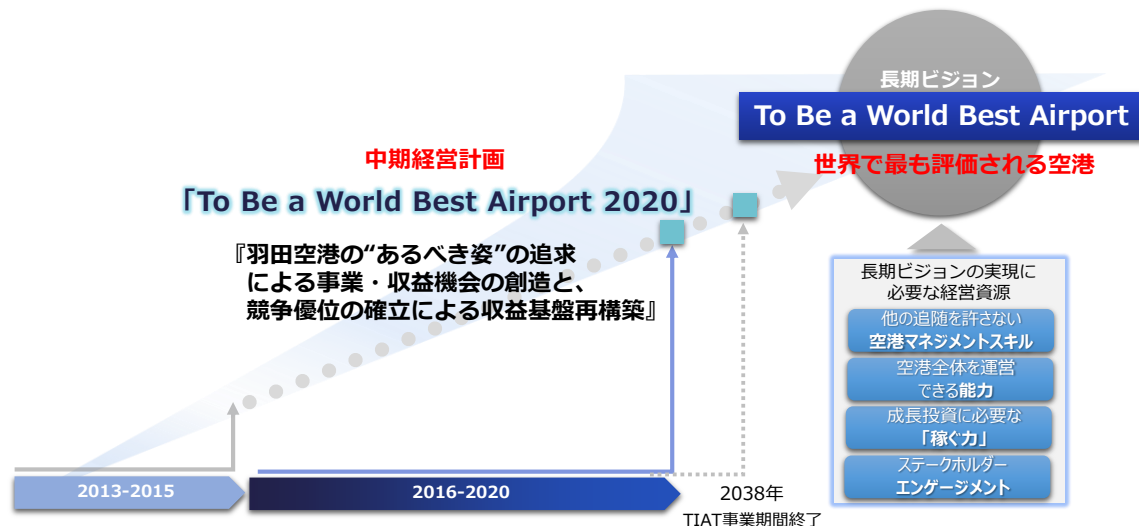 長期ビジョン
To Be a World Best Airport
世界で最も評価される空港
中期経営計画
「To Be a World Best Airport 2020」
『羽田空港の“あるべき姿”の追求
による事業・収益機会の創造と、
競争優位の確立による収益基盤再構築』
長期ビジョンの実現に
必要な経営資源
他の追随を許さない
空港マネジメントスキル
空港全体を運営
できる能力
成長投資に必要な
「稼ぐ力」
ステークホルダー
エンゲージメント
2013-2015
2016-2020
2038年
TIAT事業期間終了